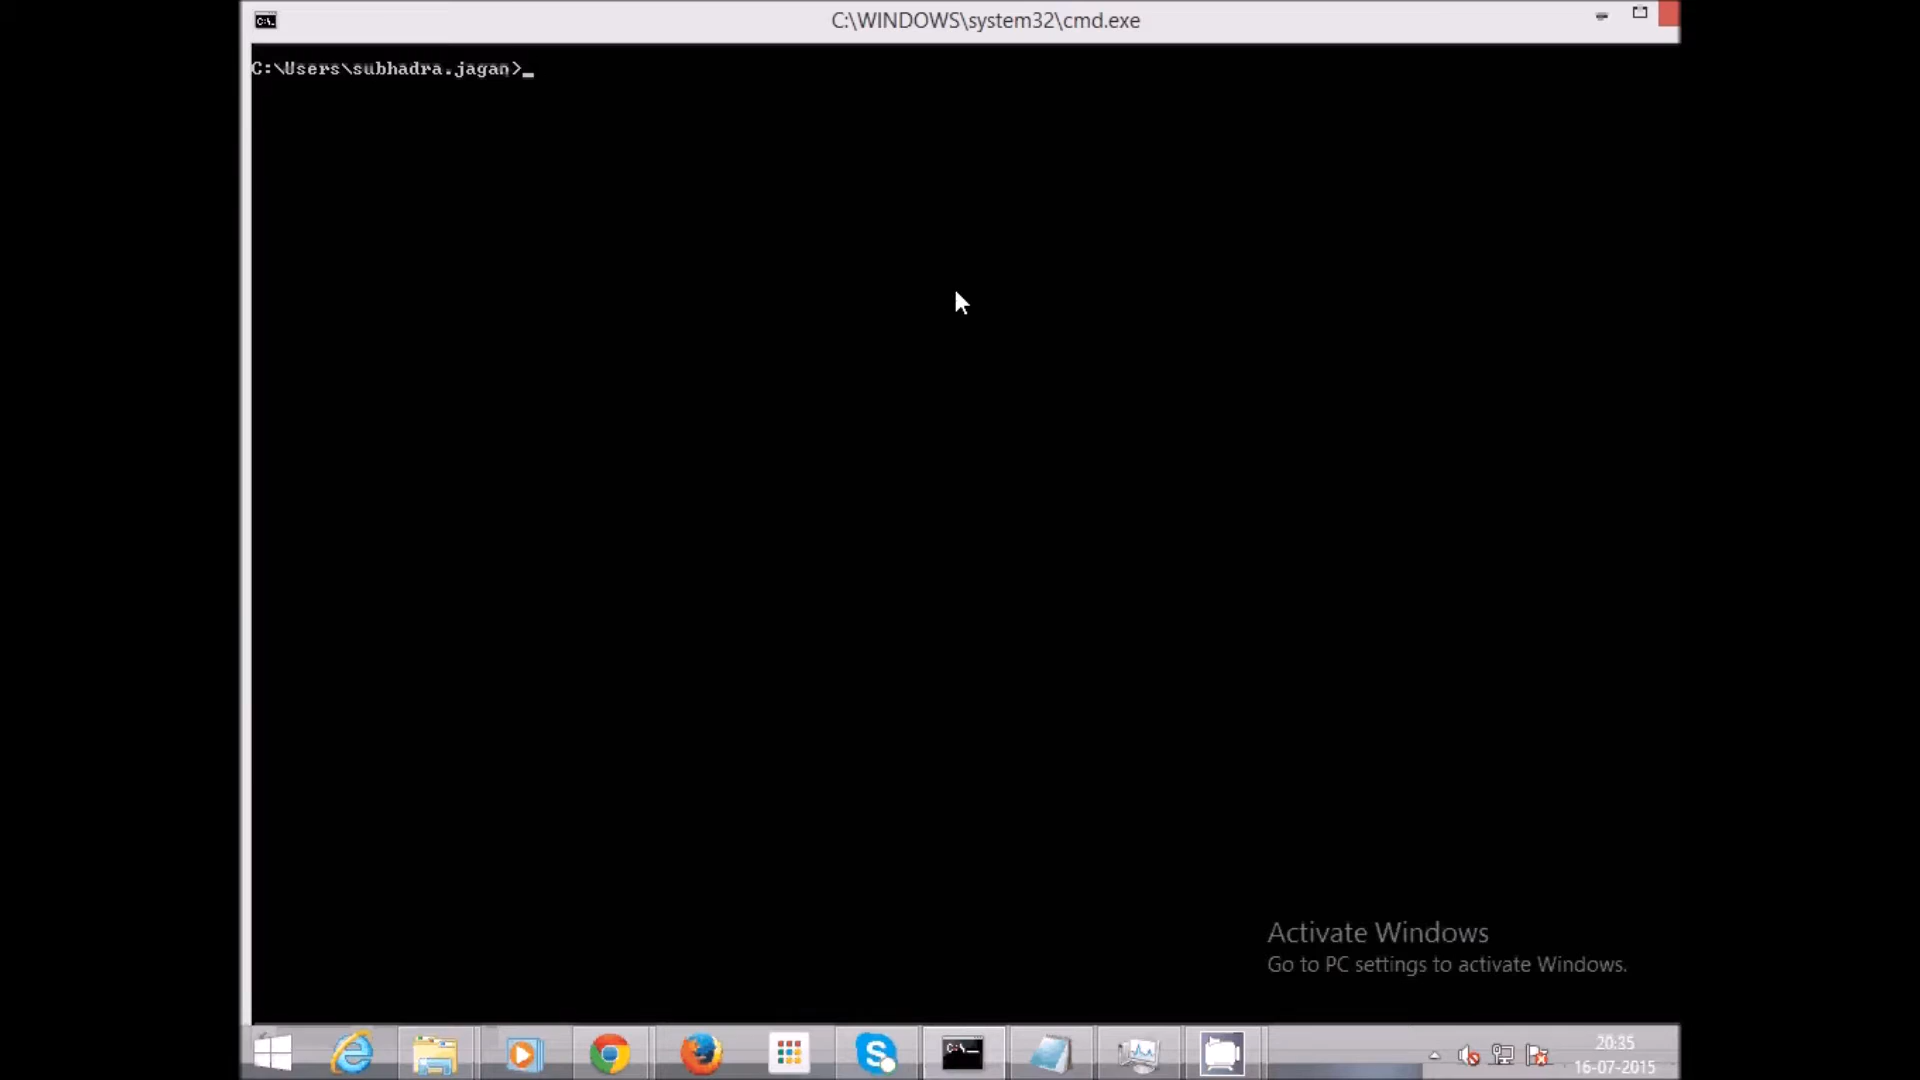 C:\WINDOWS\system32\cmd.exe
C:\Users\subhadra.jagan>_
Activate Windows
Go to PC settings to activate Windows.
20:35
16-07-2015